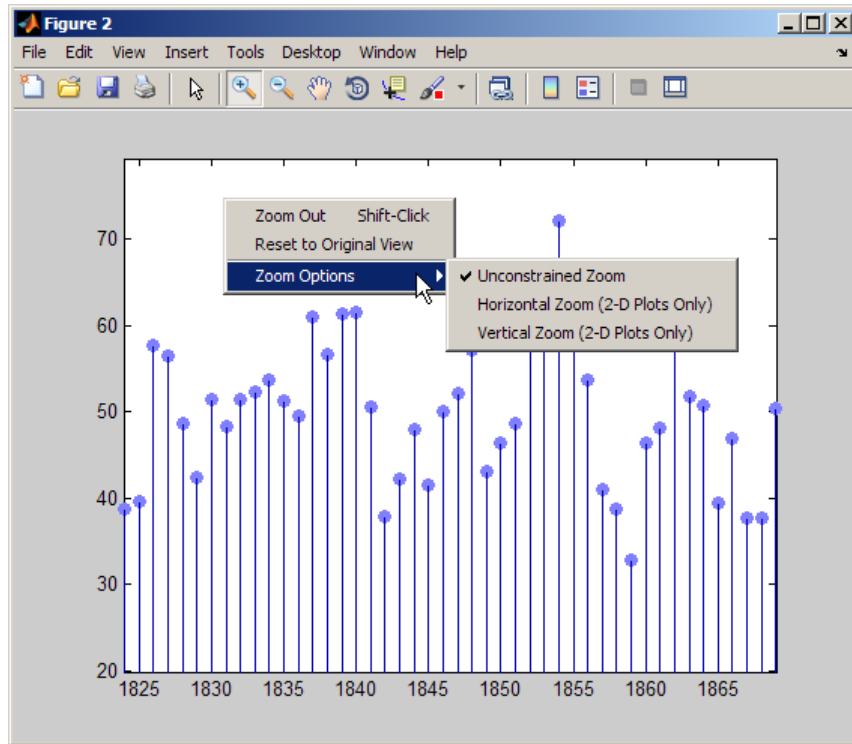 Figure 2
File Edit View Insert Tools Desktop Window Help
Zoom Out Shift-Click
Reset to Original View
Zoom Options
✔ Unconstrained Zoom
Horizontal Zoom (2-D Plots Only)
Vertical Zoom (2-D Plots Only)
70
60
50
40
30
20
1825 1830 1835 1840 1845 1850 1855 1860 1865